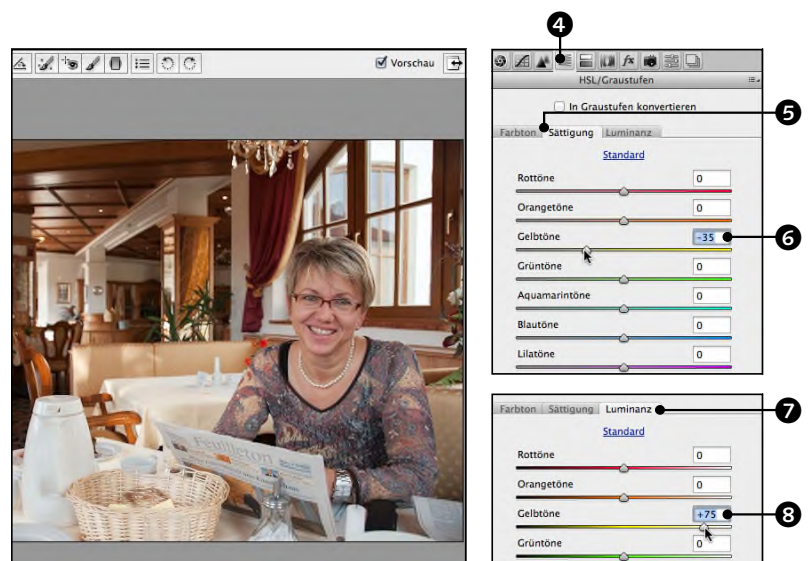 4
Vorschau
fx
HSL/Graustufen
In Graustufen konvertieren
5
Farbton Sättigung Luminanz
Standard
Rottöne 0
Orangetöne 0
Gelbtöne -35
6
Grüntöne 0
Aquamarintöne 0
Blautöne 0
Lilatöne 0
Farbton Sättigung Luminanz
7
Standard
Rottöne 0
Orangetöne 0
Gelbtöne +75
8
Grüntöne 0
Feuilleton